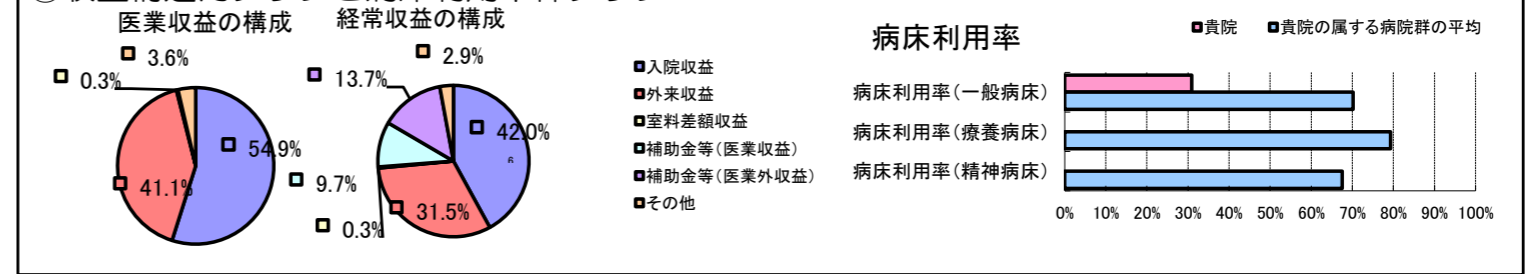 医業収益の構成
3.6%
0.3%
54.9%
41.1%
経常収益の構成
2.9%
13.7%
42.0%
9.7%
31.5%
0.3%
入院収益
外来収益
室料差額収益
補助金等(医業収益)
補助金等(医業外収益)
その他
病床利用率
貴院 貴院の属する病院群の平均
病床利用率(一般病床)
病床利用率(療養病床)
病床利用率(精神病床)
0% 10% 20% 30% 40% 50% 60% 70% 80% 90% 100%